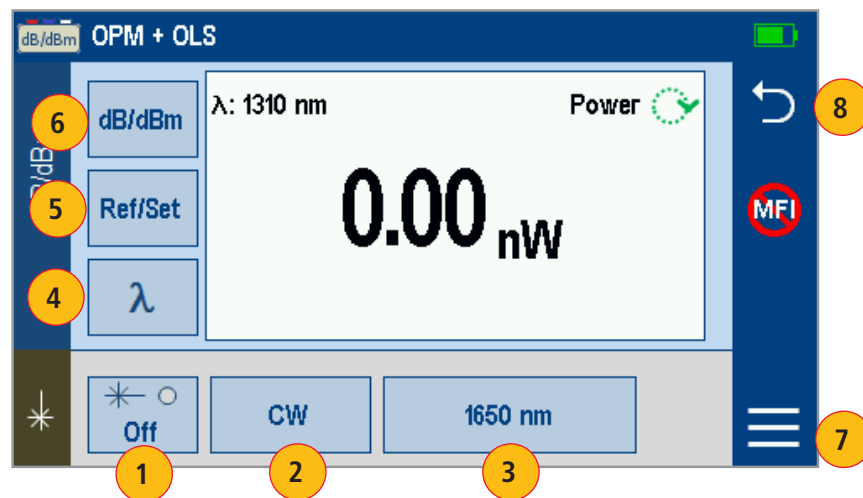 dB/dBm OPM + OLS
6 dB/dBm
λ: 1310 nm Power
8
5 Ref/Set
0.00 nW
MFI
4 λ
Off
CW
1650 nm
7
1 2 3